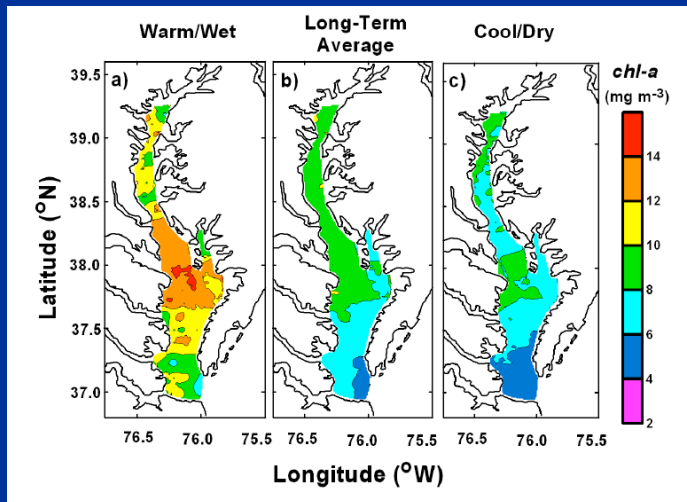 Warm/Wet
Long-Term
Average
Cool/Dry
chl-a
(mg m⁻³)
a)
b)
c)
39.5
39.0
38.5
38.0
37.5
37.0
Latitude (ᴼN)
14
12
10
8
6
4
2
76.5 76.0 75.5
76.5 76.0 75.5
76.5 76.0 75.5
Longitude (ᴼW)